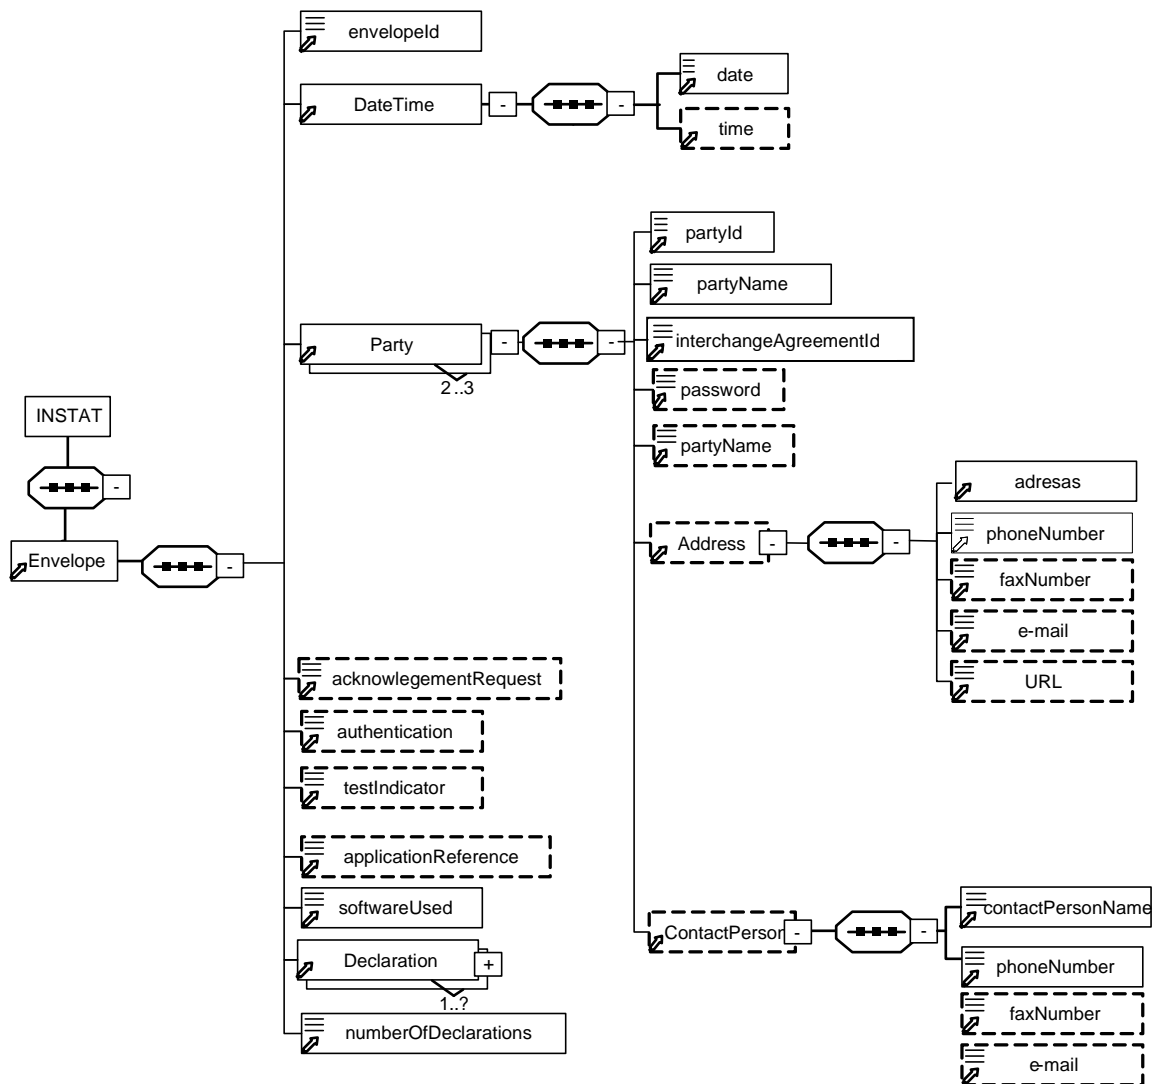 envelopeId
DateTime
date
time
partyId
partyName
interchangeAgreementId
Party
2..3
password
partyName
INSTAT
Envelope
Address
adresas
phoneNumber
faxNumber
e-mail
URL
acknowlegementRequest
authentication
testIndicator
applicationReference
softwareUsed
Declaration
+
1..?
numberOfDeclarations
ContactPerson
contactPersonName
phoneNumber
faxNumber
e-mail